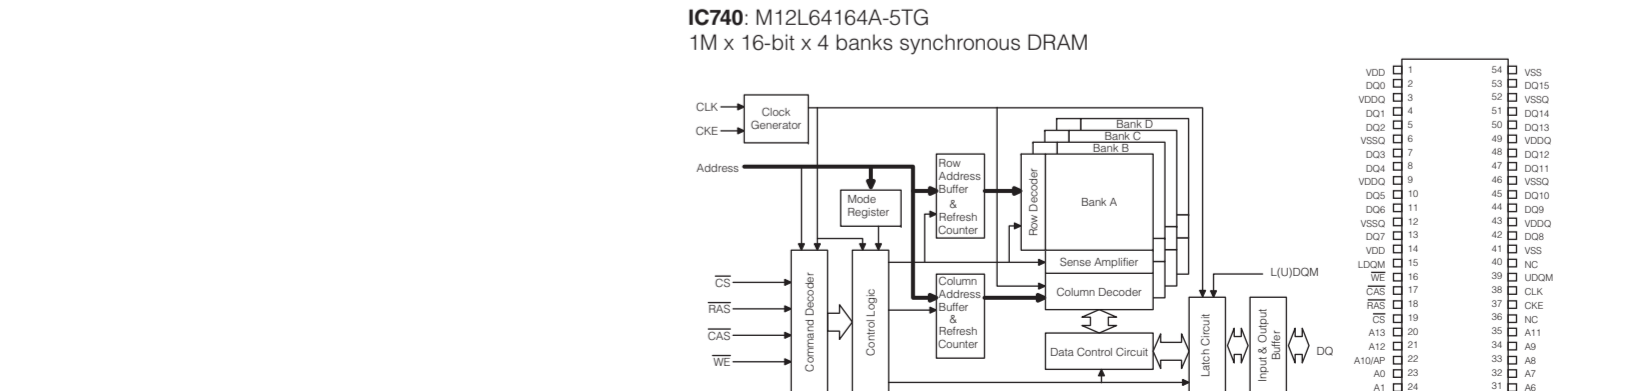 IC740: M12L64164A-5TG
1M x 16-bit x 4 banks synchronous DRAM
CLK
CKE
Clock
Generator
Address
Mode
Register
Row
Address
Buffer
&
Refresh
Counter
Bank D
Bank C
Bank B
Bank A
Row Decoder
Sense Amplifier
Column Decoder
Column
Address
Buffer
&
Refresh
Counter
CS
RAS
CAS
WE
Command Decoder
Control Logic
Data Control Circuit
L(U)DQM
Latch Circuit
Input & Output
Buffer
DQ
VDD 1 54 VSS
DQ0 2 53 DQ15
VDDQ 3 52 VSSQ
DQ1 4 51 DQ14
DQ2 5 50 DQ13
VSSQ 6 49 VDDQ
DQ3 7 48 DQ12
DQ4 8 47 DQ11
VDDQ 9 46 VSSQ
DQ5 10 45 DQ10
DQ6 11 44 DQ9
VSSQ 12 43 VDDQ
DQ7 13 42 DQ8
VDD 14 41 VSS
LDQM 15 40 NC
WE 16 39 UDQM
CAS 17 38 CLK
RAS 18 37 CKE
CS 19 36 NC
A13 20 35 A11
A12 21 34 A9
A10/AP 22 33 A8
A0 23 32 A7
A1 24 31 A6